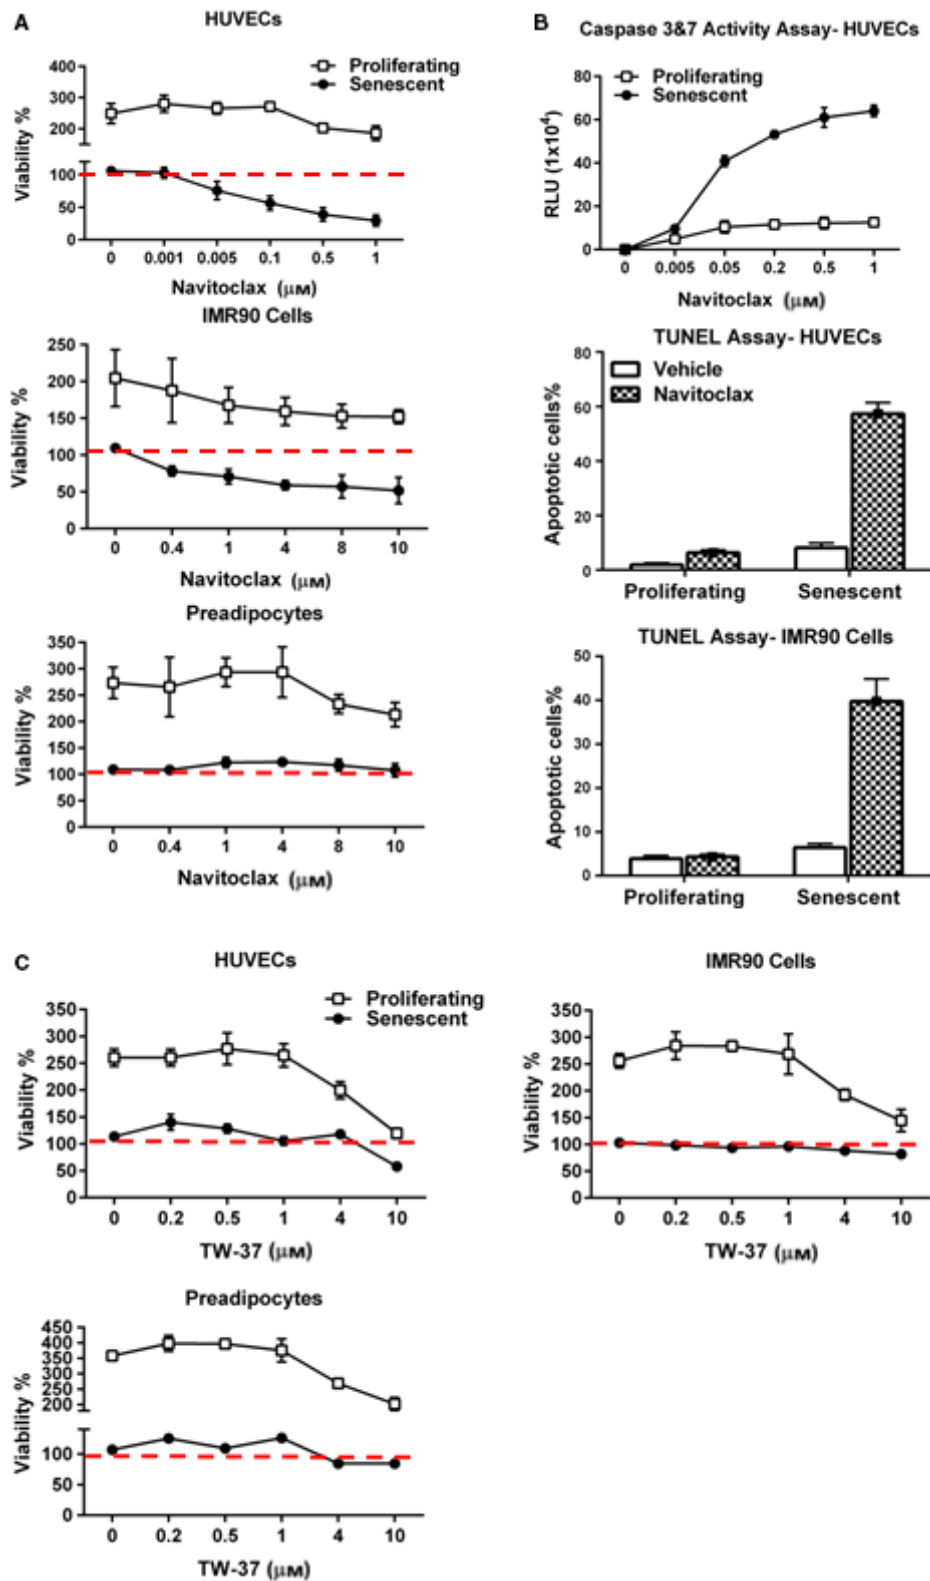 A
HUVECs
Proliferating
Senescent
Viability %
400
300
200
100
50
0
0 0.001 0.005 0.1 0.5 1
Navitoclax (μM)
IMR90 Cells
Viability %
250
200
150
100
50
0
0 0.4 1 4 8 10
Navitoclax (μM)
Preadipocytes
Viability %
350
300
250
200
150
100
50
0
0 0.4 1 4 8 10
Navitoclax (μM)
B
Caspase 3&7 Activity Assay- HUVECs
Proliferating
Senescent
RLU (1x10⁴)
80
60
40
20
0
0 0.005 0.05 0.2 0.5 1
Navitoclax (μM)
TUNEL Assay- HUVECs
Vehicle
Navitoclax
Apoptotic cells%
80
60
40
20
0
Proliferating Senescent
TUNEL Assay- IMR90 Cells
Apoptotic cells%
50
40
30
20
10
0
Proliferating Senescent
C
HUVECs
Proliferating
Senescent
Viability %
350
300
250
200
150
100
50
0
0 0.2 0.5 1 4 10
TW-37 (μM)
IMR90 Cells
Viability %
350
300
250
200
150
100
50
0
0 0.2 0.5 1 4 10
TW-37 (μM)
Preadipocytes
Viability %
450
400
350
300
250
200
100
50
0
0 0.2 0.5 1 4 10
TW-37 (μM)